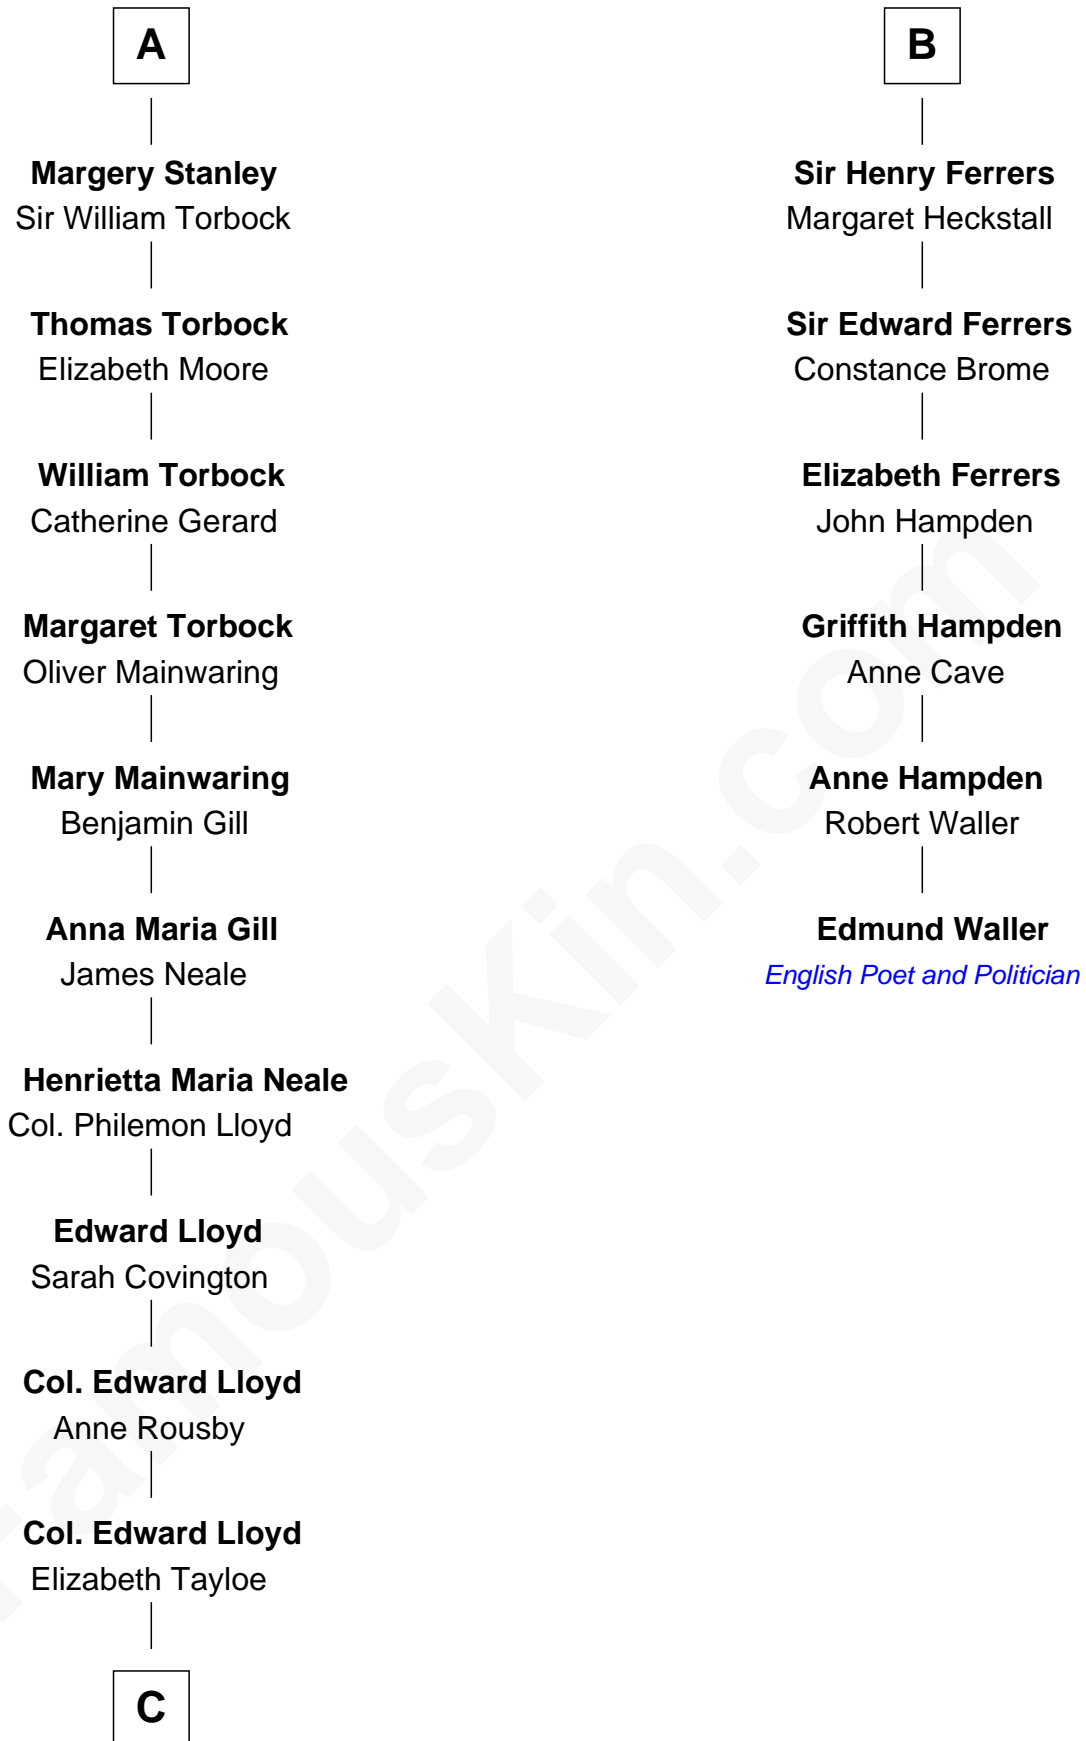 A
Margery Stanley
Sir William Torbock
Thomas Torbock
Elizabeth Moore
William Torbock
Catherine Gerard
Margaret Torbock
Oliver Mainwaring
Mary Mainwaring
Benjamin Gill
Anna Maria Gill
James Neale
Henrietta Maria Neale
Col. Philemon Lloyd
Edward Lloyd
Sarah Covington
Col. Edward Lloyd
Anne Rousby
Col. Edward Lloyd
Elizabeth Tayloe
C
B
Sir Henry Ferrers
Margaret Heckstall
Sir Edward Ferrers
Constance Brome
Elizabeth Ferrers
John Hampden
Griffith Hampden
Anne Cave
Anne Hampden
Robert Waller
Edmund Waller
English Poet and Politician
FamousKin.com